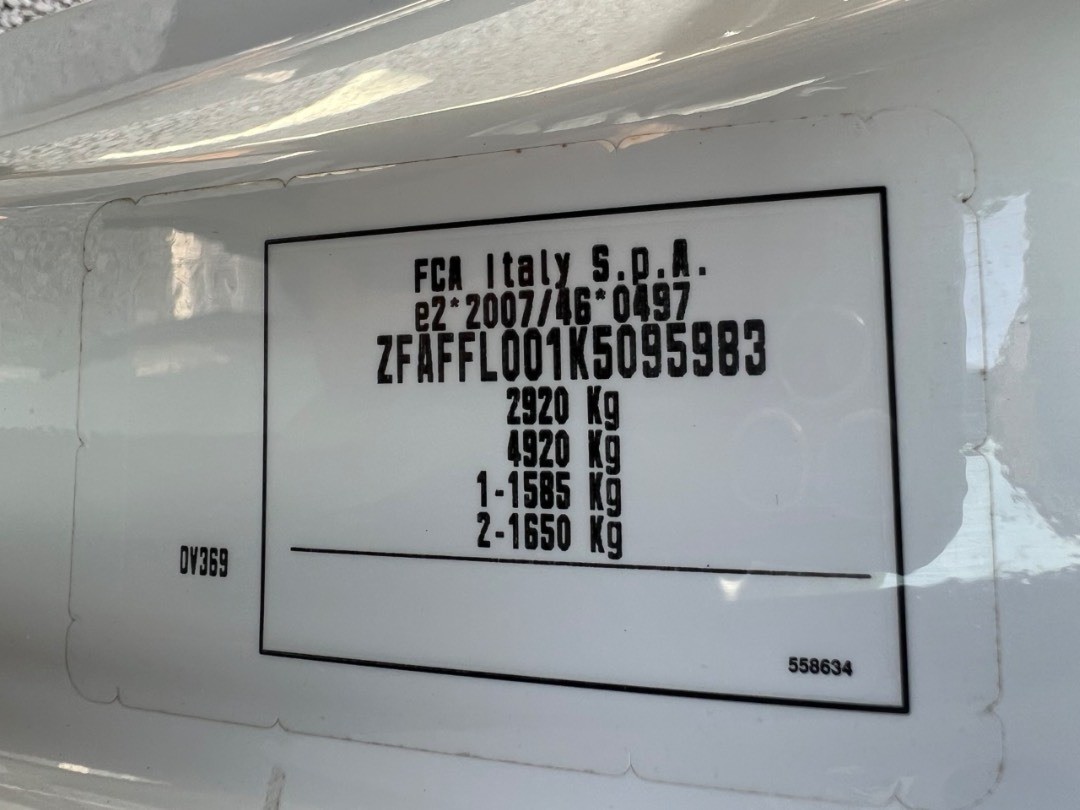 FCA Italy S.p.A.
e2*2007/46*0497
ZFAFFL001K5095983
2920 Kg
4920 Kg
1-1585 Kg
2-1650 Kg
DV369
558634